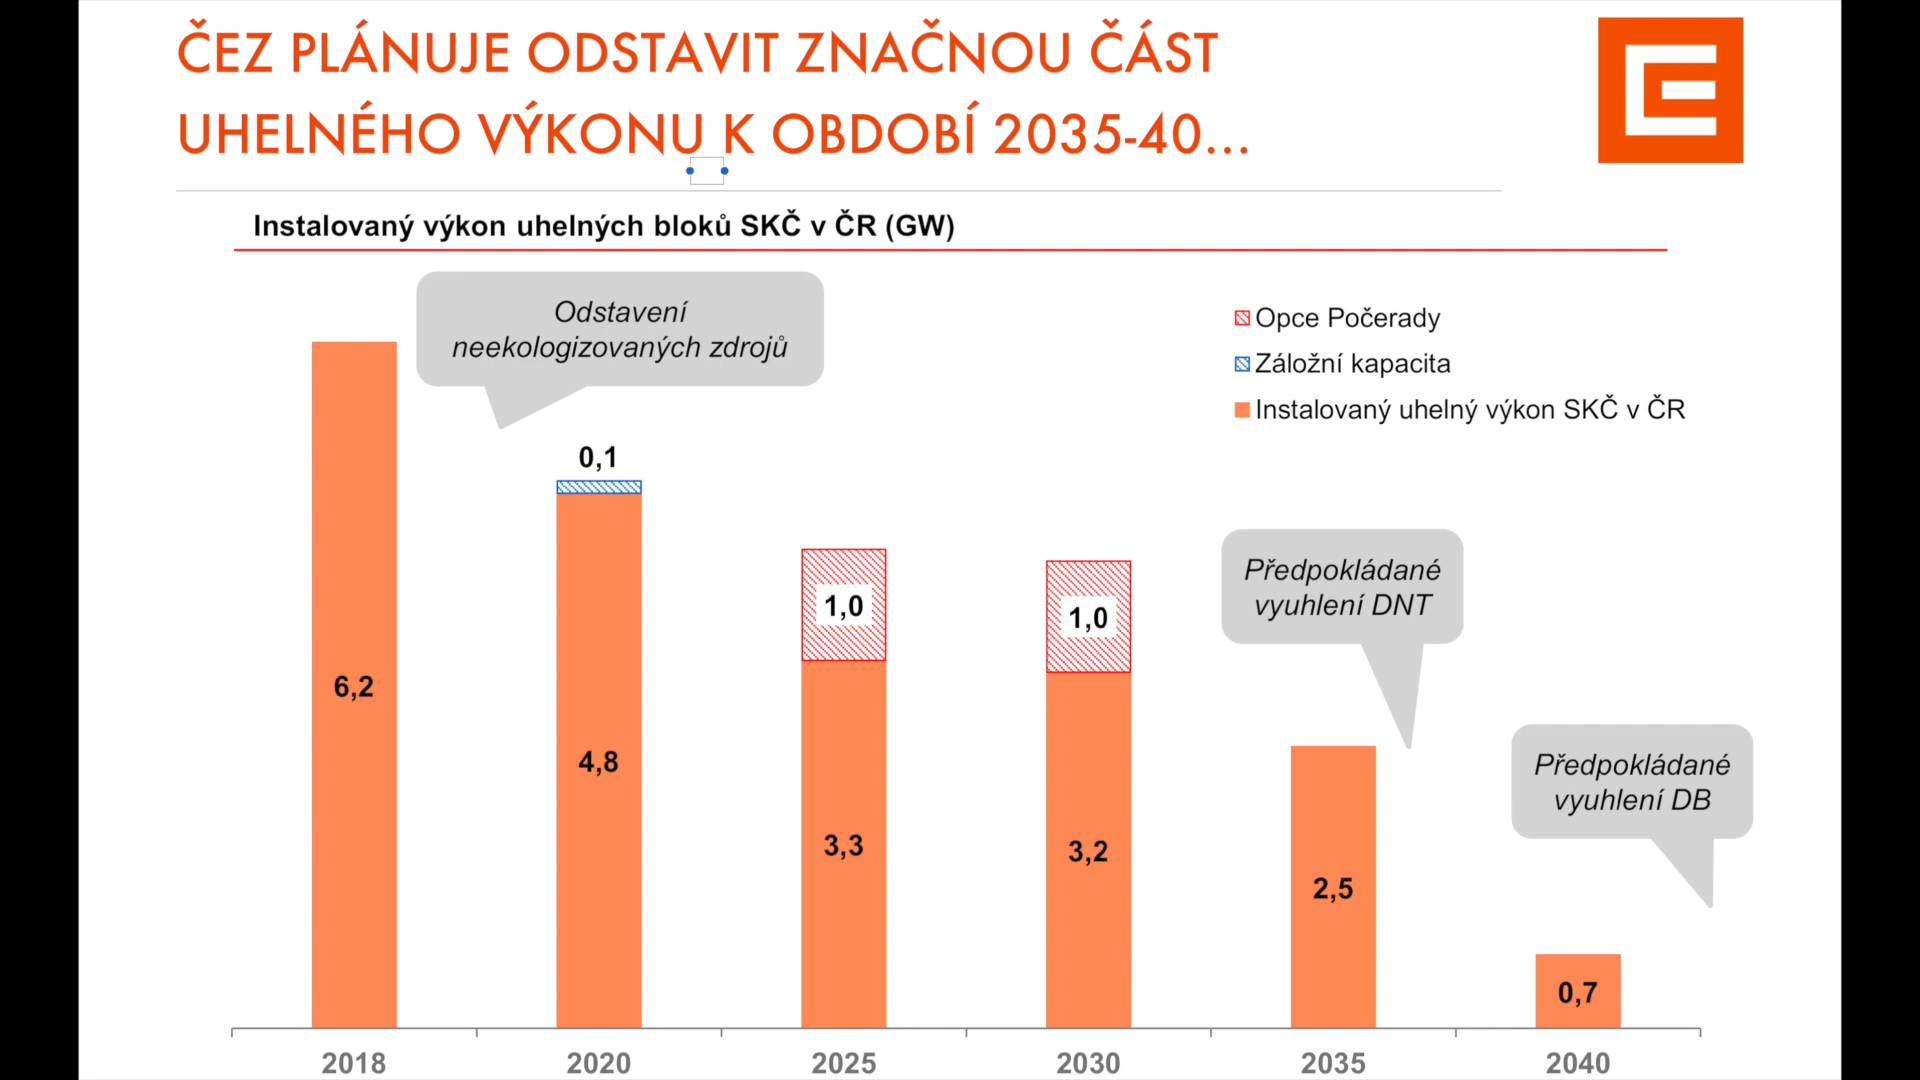 ČEZ PLÁNUJE ODSTAVIT ZNAČNOU ČÁST
UHELNÉHO VÝKONU K OBDOBÍ 2035-40...
Instalovaný výkon uhelných bloků SKČ v ČR (GW)
Odstavení
neekologizovaných zdrojů
Opce Počerady
Záložní kapacita
Instalovaný uhelný výkon SKČ v ČR
0,1
1,0
1,0
Předpokládané
vyuhlení DNT
6,2
4,8
3,3
3,2
2,5
Předpokládané
vyuhlení DB
0,7
2018
2020
2025
2030
2035
2040